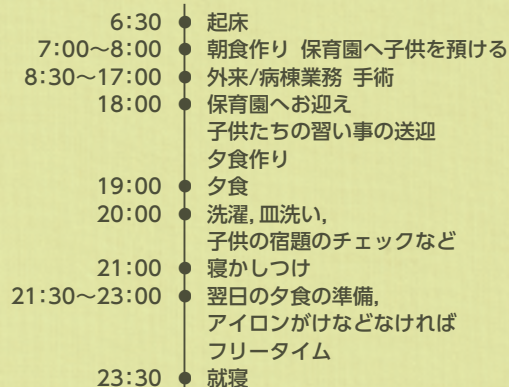 6：30 起床
7：00～8：00 朝食作り 保育園へ子供を預ける
8：30～17：00 外来/病棟業務 手術
18：00 保育園へお迎え
子供たちの習い事の送迎
夕食作り
19：00 夕食
20：00 洗濯，皿洗い，
子供の宿題のチェックなど
21：00 寝かしつけ
21：30～23：00 翌日の夕食の準備，
アイロンがけなどなければ
フリータイム
23：30 就寝